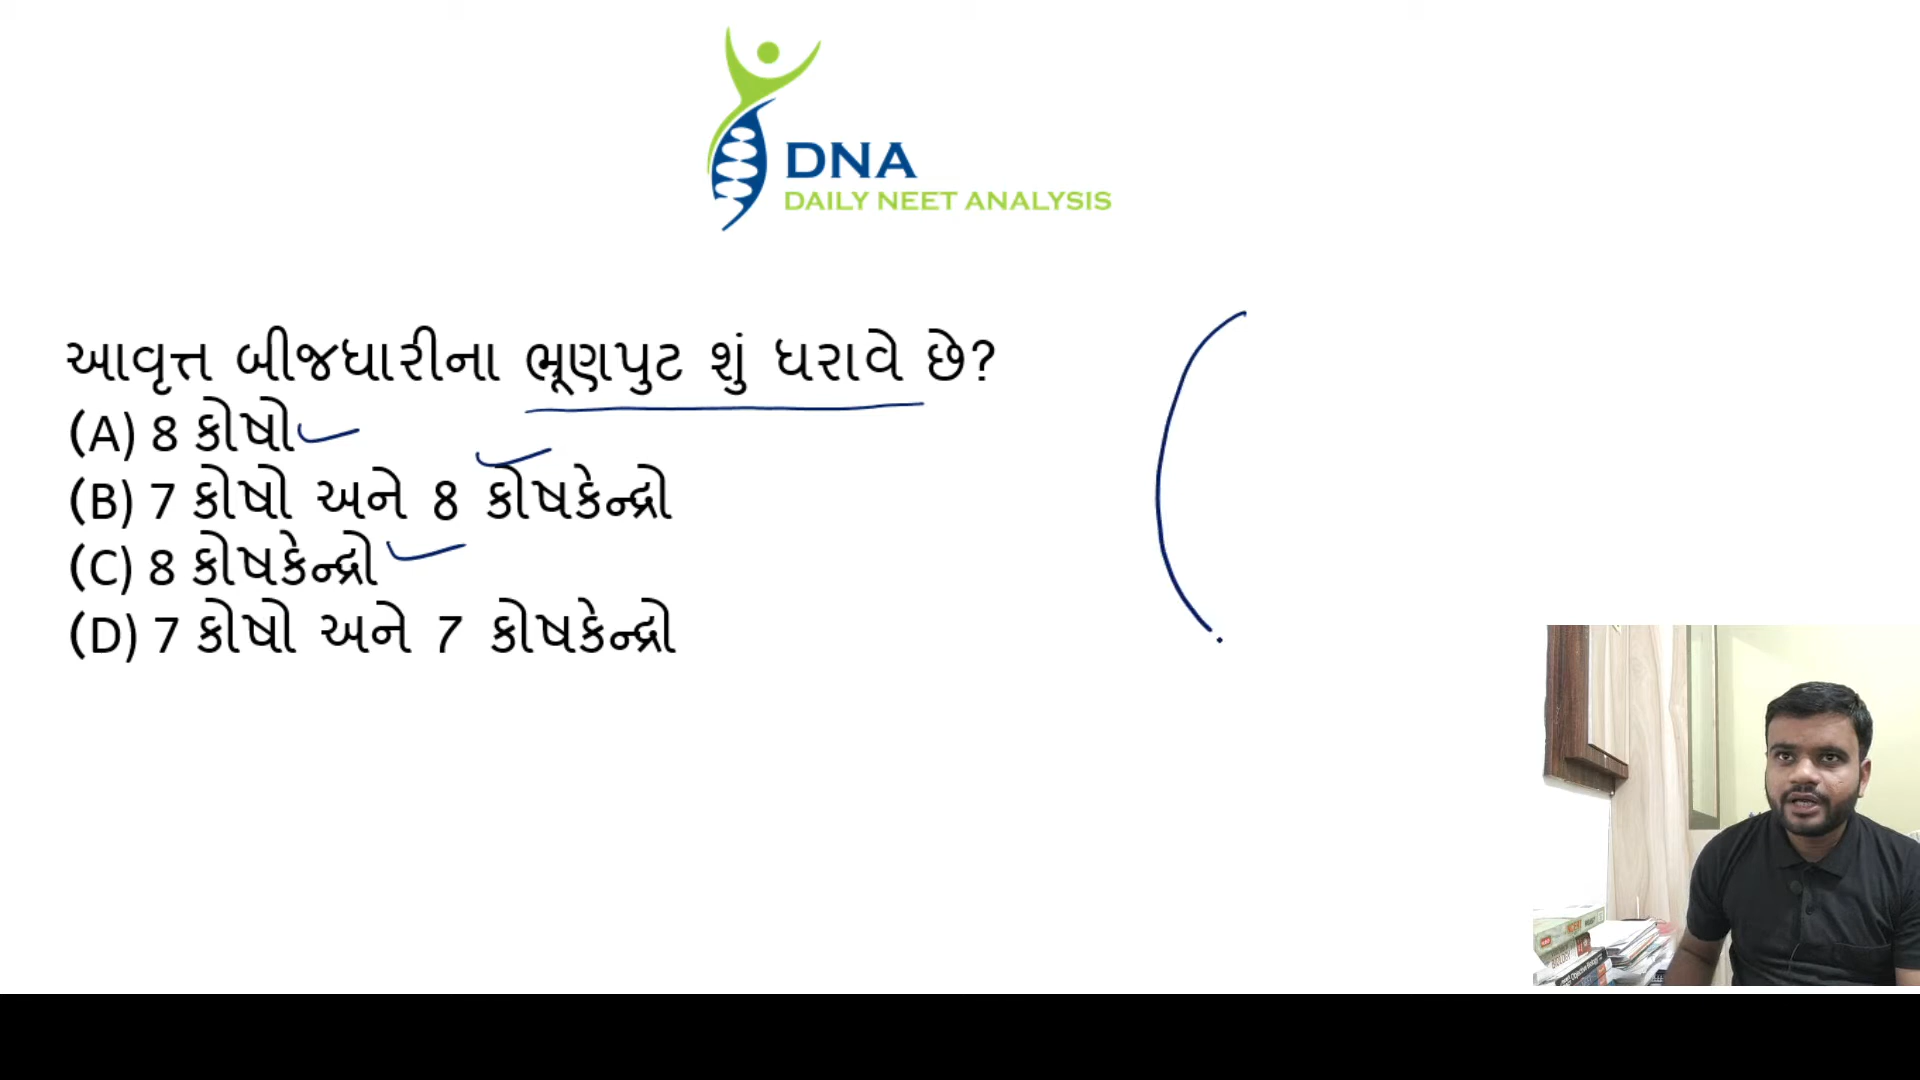 DNA
DAILY NEET ANALYSIS
આવૃત્ત બીજધારીના ભ્રૂણપુટ શું ધરાવે છે?
(A) 8 કોષો
(B) 7 કોષો અને 8 કોષકેન્દ્રો
(C) 8 કોષકેન્દ્રો
(D) 7 કોષો અને 7 કોષકેન્દ્રો